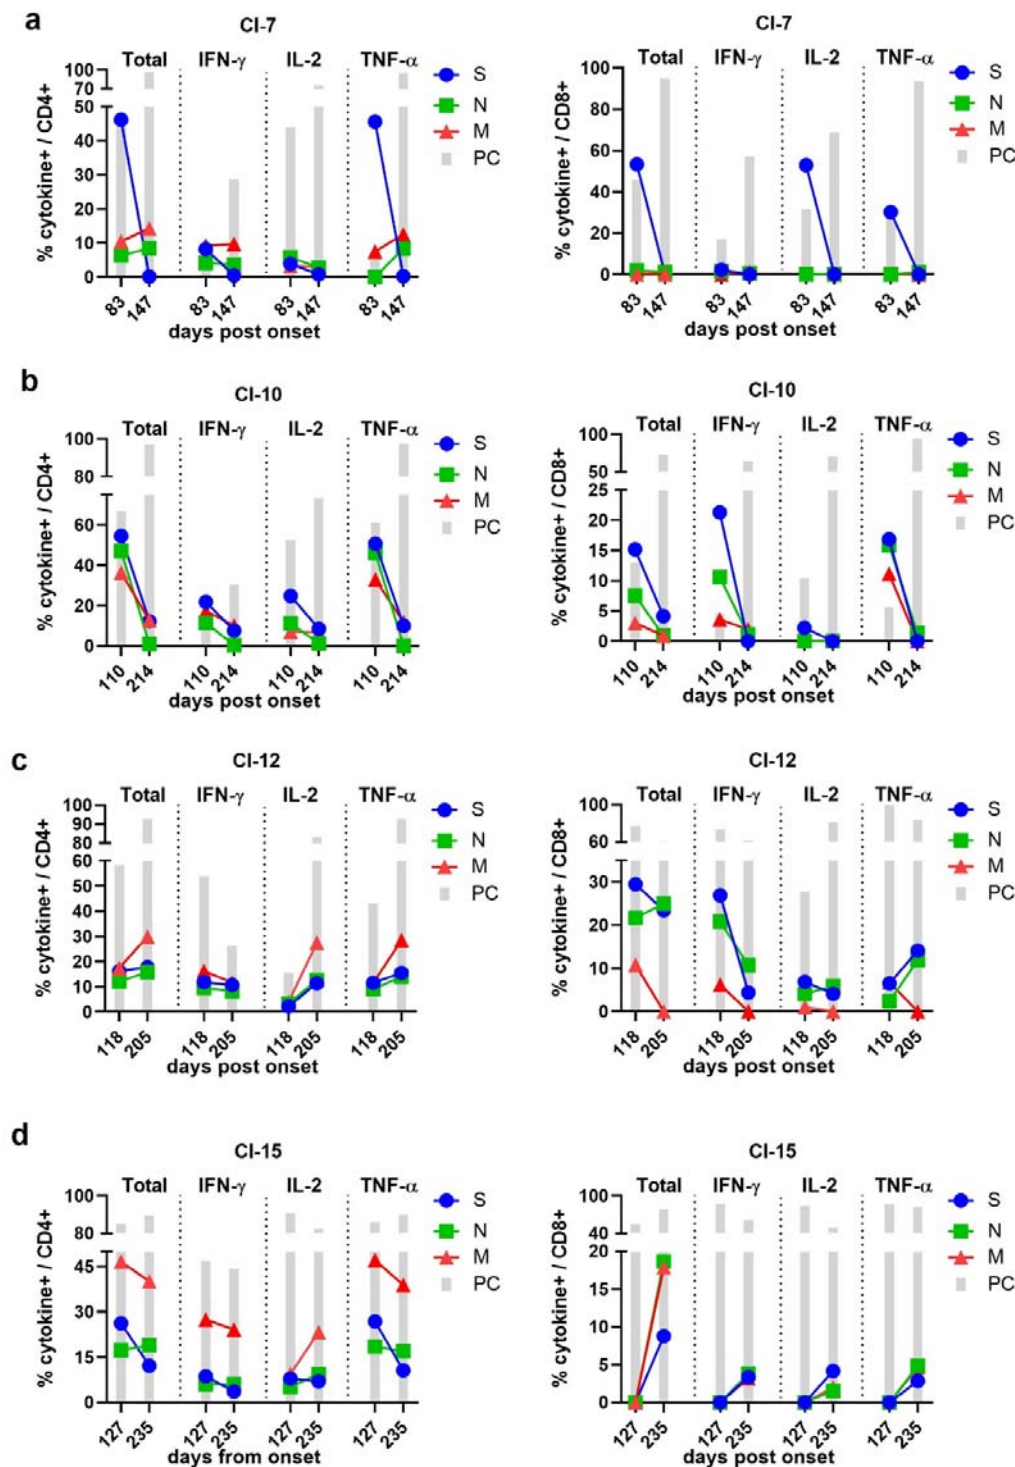 a
CI-7
Total IFN-γ IL-2 TNF-α
% cytokine+ / CD4+
100
70
50
40
30
20
10
0
83 147 83 147 83 147 83 147
days post onset
S
N
M
PC
CI-7
IFN-γ IL-2 TNF-α
Total
% cytokine+ / CD8+
100
80
60
40
20
0
83 147 83 147 83 147 83 147
days post onset
S
N
M
PC
b
CI-10
Total IFN-γ IL-2 TNF-α
% cytokine+ / CD4+
100
80
60
40
20
0
110 214 110 214 110 214 110 214
days post onset
S
N
M
PC
CI-10
Total IFN-γ IL-2 TNF-α
% cytokine+ / CD8+
100
50
25
20
15
10
5
0
110 214 110 214 110 214 110 214
days post onset
S
N
M
PC
c
CI-12
Total IFN-γ IL-2 TNF-α
% cytokine+ / CD4+
100
90
80
60
50
40
30
20
10
0
118 205 118 205 118 205 118 205
days post onset
S
N
M
PC
CI-12
Total IFN-γ IL-2 TNF-α
% cytokine+ / CD8+
100
60
30
20
10
0
118 205 118 205 118 205 118 205
days post onset
S
N
M
PC
d
CI-15
Total IFN-γ IL-2 TNF-α
% cytokine+ / CD4+
100
80
45
30
15
0
127 235 127 235 127 235 127 235
days from onset
S
N
M
PC
CI-15
Total IFN-γ IL-2 TNF-α
% cytokine+ / CD8+
100
40
20
15
10
5
0
127 235 127 235 127 235 127 235
days post onset
S
N
M
PC